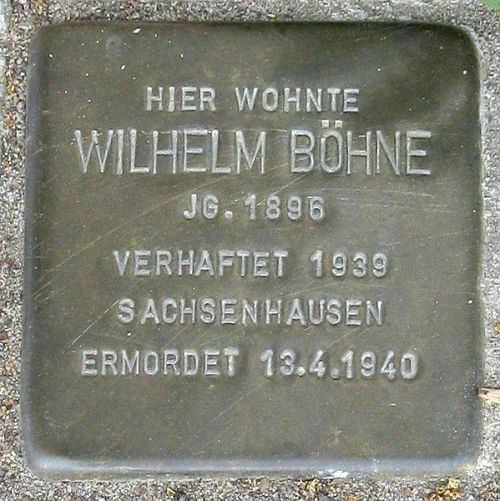 HIER WOHNTE
WILHELM BÖHNE
JG. 1896
VERHAFTET 1939
SACHSENHAUSEN
ERMORDET 13.4.1940